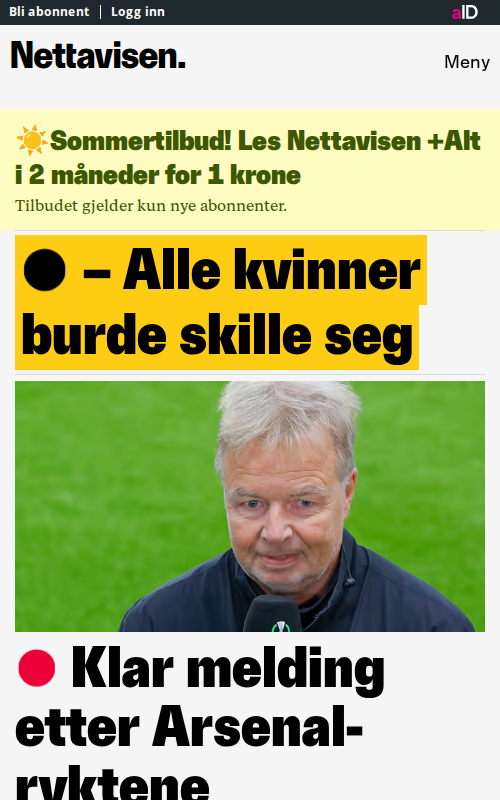 Bli abonnent | Logg inn
aID
Nettavisen.
Meny
☀️Sommertilbud! Les Nettavisen +Alt
i 2 måneder for 1 krone
Tilbudet gjelder kun nye abonnenter.
– Alle kvinner
burde skille seg
Klar melding
etter Arsenal-
ryktene